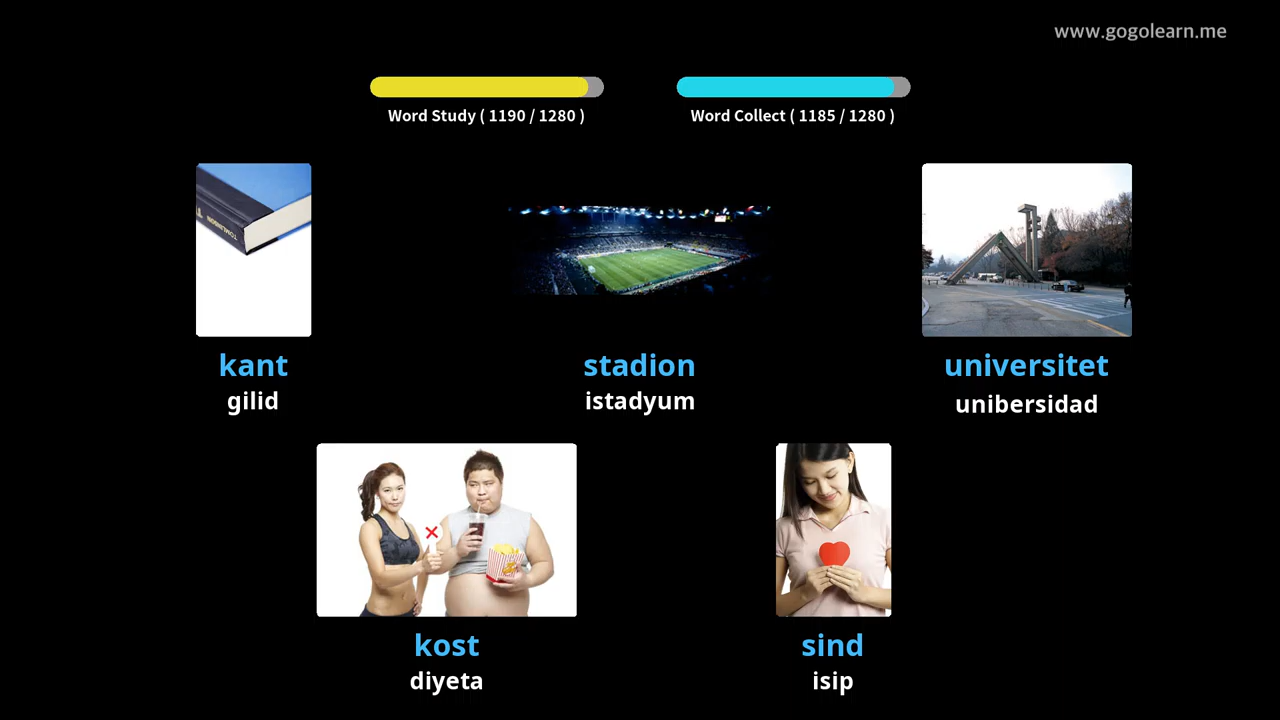 www.gogolearn.me
Word Study ( 1190 / 1280 )
Word Collect ( 1185 / 1280 )
TOMLINSON
kant
gilid
stadion
istadyum
universitet
unibersidad
kost
diyeta
sind
isip